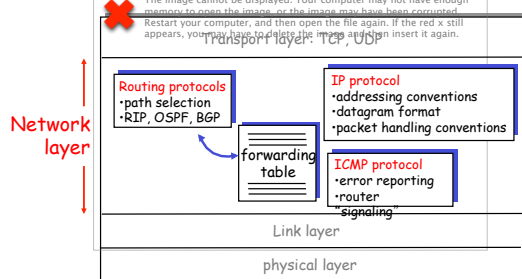 The image cannot be displayed. Your computer may not have enough
memory to open the image, or the image may have been corrupted.
Restart your computer, and then open the file again. If the red x still
appears, you may have to delete the image and then insert it again.
Transport layer: TCP, UDP
Network
layer
Routing protocols
•path selection
•RIP, OSPF, BGP
forwarding
table
IP protocol
•addressing conventions
•datagram format
•packet handling conventions
ICMP protocol
•error reporting
•router
“signaling”
Link layer
physical layer